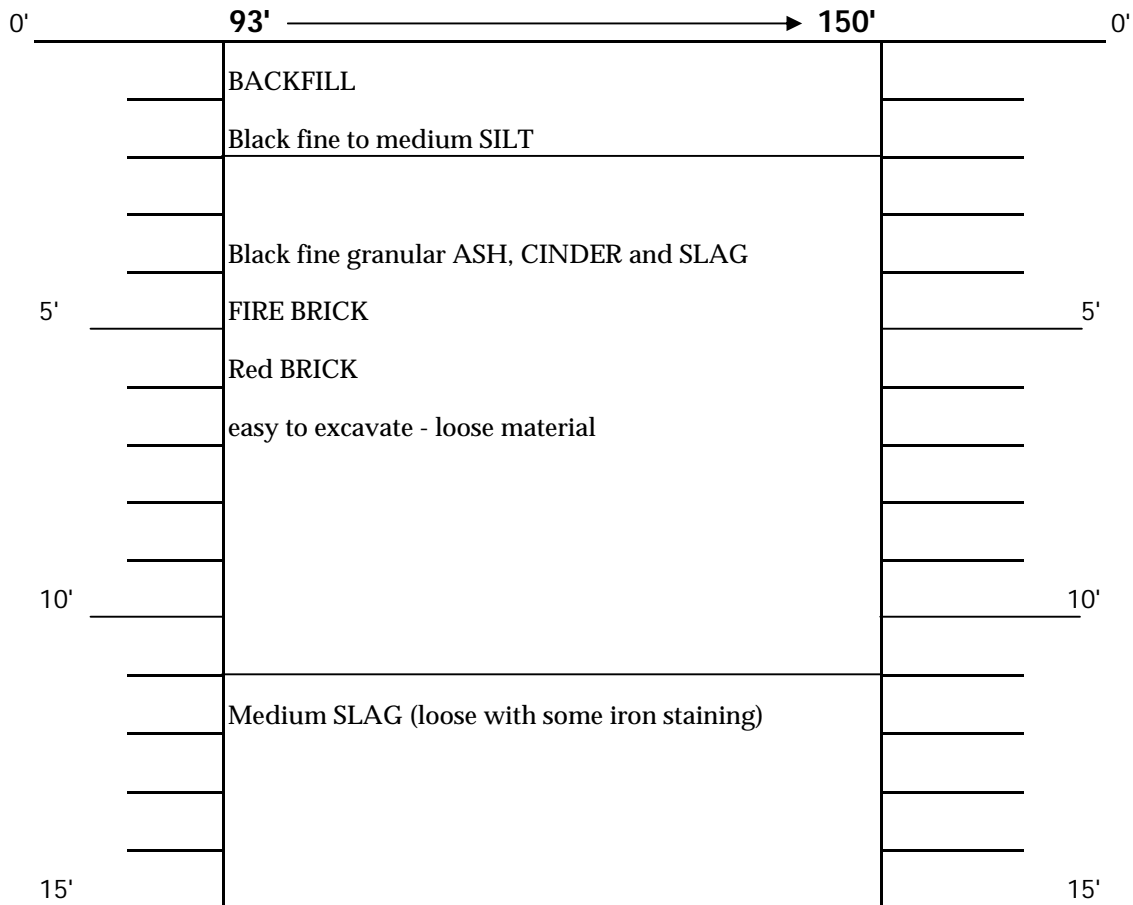 0' 93' 150' 0'
BACKFILL
Black fine to medium SILT
Black fine granular ASH, CINDER and SLAG
5' FIRE BRICK 5'
Red BRICK
easy to excavate - loose material
10' 10'
Medium SLAG (loose with some iron staining)
15' 15'